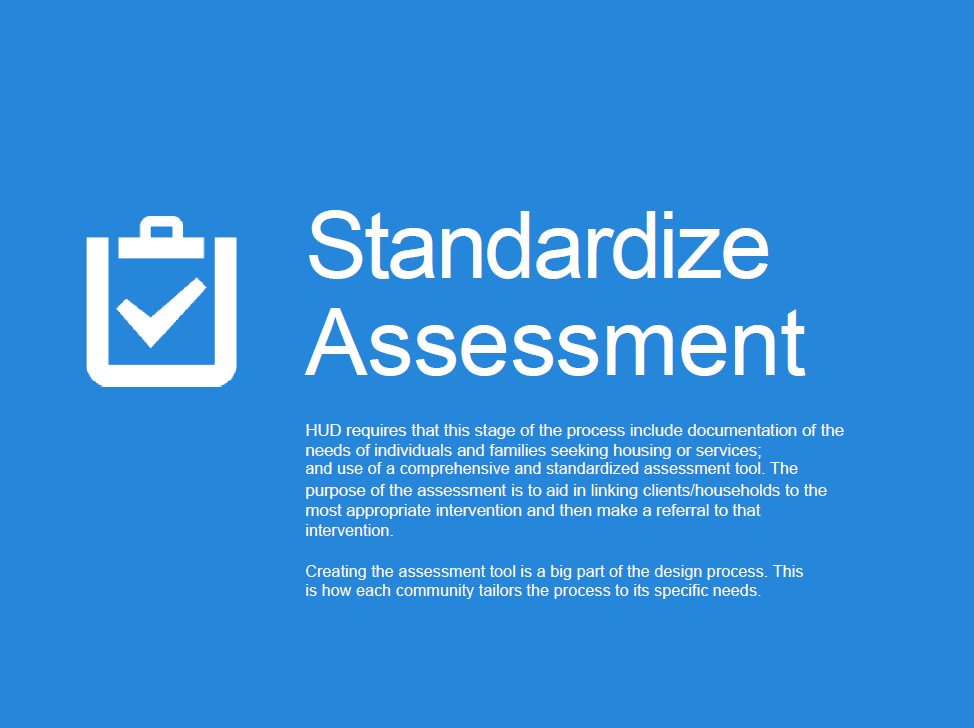 Standardize
Assessment
HUD requires that this stage of the process include documentation of the
needs of individuals and families seeking housing or services;
and use of a comprehensive and standardized assessment tool. The
purpose of the assessment is to aid in linking clients/households to the
most appropriate intervention and then make a referral to that
intervention.
Creating the assessment tool is a big part of the design process. This
is how each community tailors the process to its specific needs.